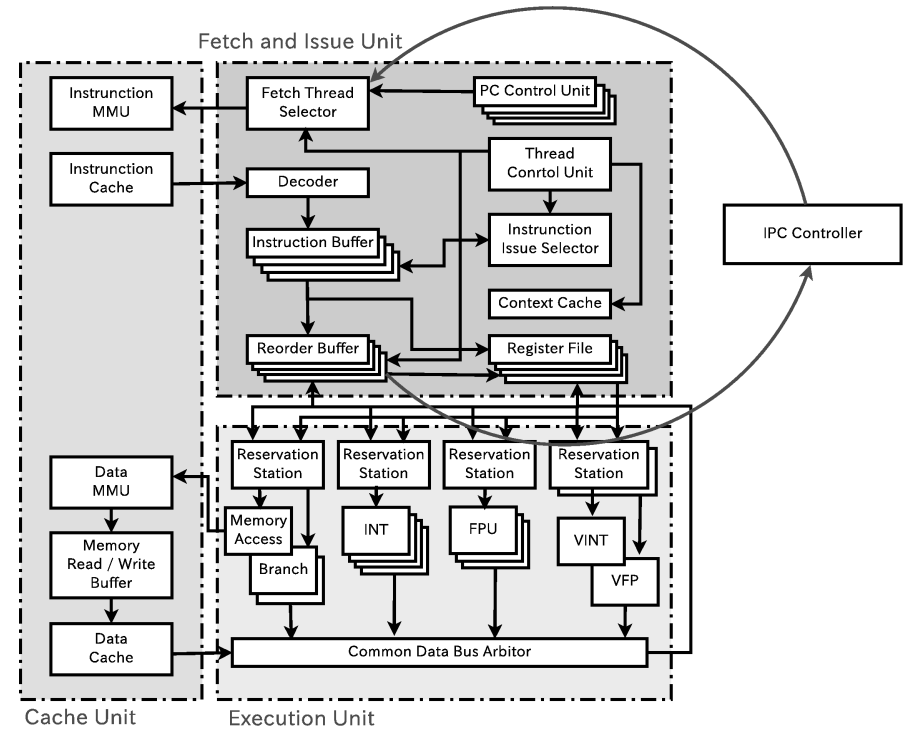 Fetch and Issue Unit
Instrunction
MMU
Fetch Thread
Selector
PC Control Unit
Instrunction
Cache
Decoder
Thread
Conrtol Unit
Instruction Buffer
Instrunction
Issue Selector
IPC Controller
Context Cache
Reorder Buffer
Register File
Data
MMU
Reservation
Station
Reservation
Station
Reservation
Station
Reservation
Station
Memory
Access
INT
FPU
VINT
Memory
Read / Write
Buffer
Branch
VFP
Data
Cache
Common Data Bus Arbitor
Cache Unit
Execution Unit